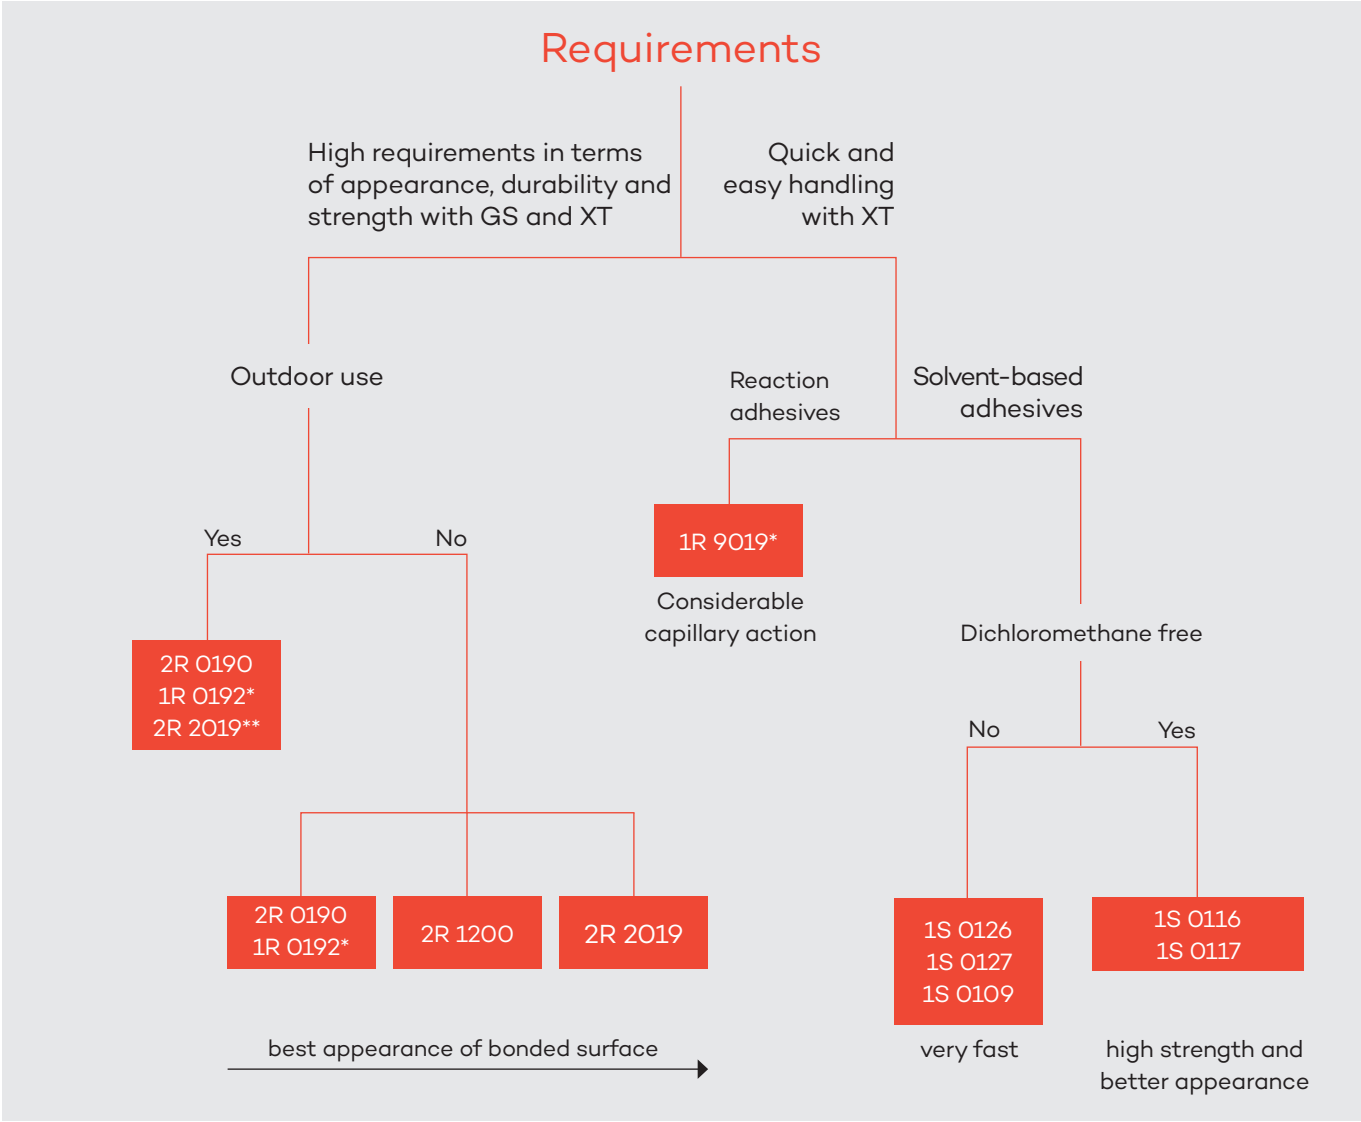 Requirements
High requirements in terms
of appearance, durability and
strength with GS and XT
Quick and
easy handling
with XT
Outdoor use
Reaction
adhesives
Solvent-based
adhesives
Yes
No
1R 9019*
Considerable
capillary action
Dichloromethane free
2R 0190
1R 0192*
2R 2019**
No
Yes
2R 0190
1R 0192*
2R 1200
2R 2019
1S 0126
1S 0127
1S 0109
1S 0116
1S 0117
best appearance of bonded surface
very fast
high strength and
better appearance